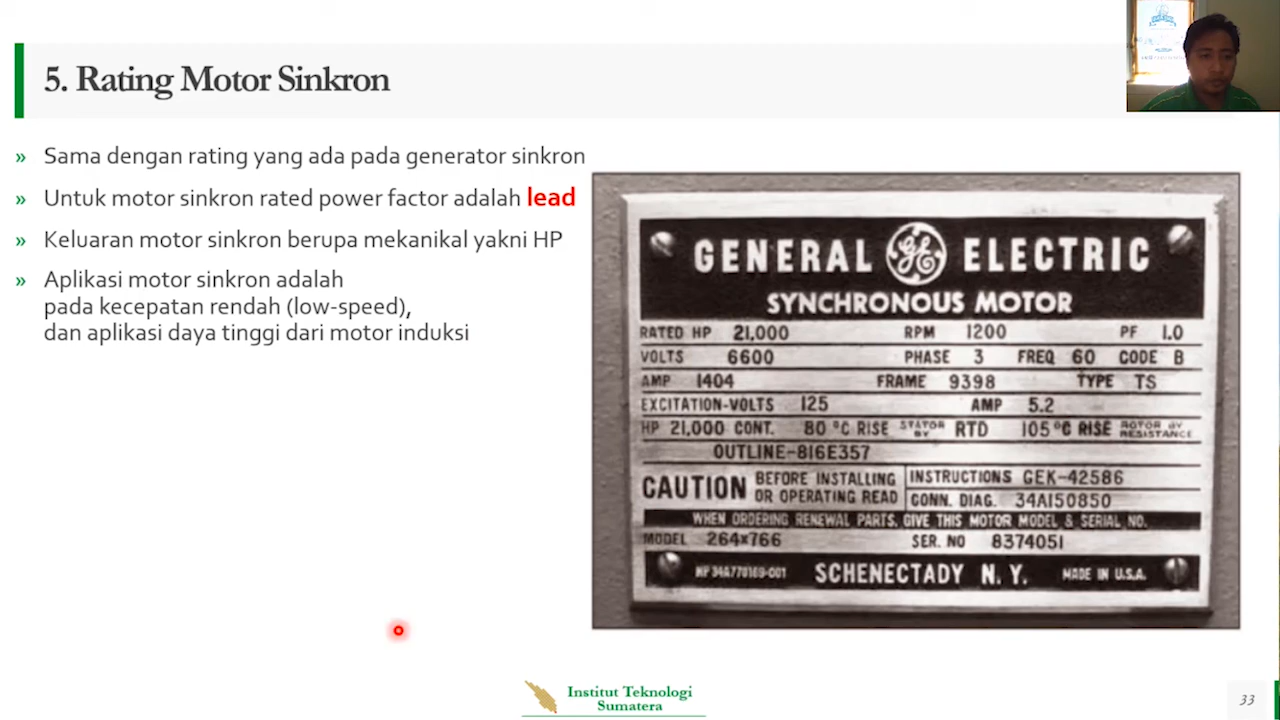 5. Rating Motor Sinkron
» Sama dengan rating yang ada pada generator sinkron
» Untuk motor sinkron rated power factor adalah lead
» Keluaran motor sinkron berupa mekanikal yakni HP
» Aplikasi motor sinkron adalah
pada kecepatan rendah (low-speed),
dan aplikasi daya tinggi dari motor induksi
GENERAL GE ELECTRIC
SYNCHRONOUS MOTOR
RATED HP 21,000 RPM 1200 PF 1.0
VOLTS 6600 PHASE 3 FREQ 60 CODE B
AMP 1404 FRAME 9398 TYPE TS
EXCITATION-VOLTS 125 AMP 5.2
HP 21,000 CONT. 80 °C RISE STATOR BY RTD 105 °C RISE ROTOR BY RESISTANCE
OUTLINE-816E357
CAUTION BEFORE INSTALLING OR OPERATING READ
INSTRUCTIONS GEK-42586
CONN. DIAG. 34A150850
WHEN ORDERING RENEWAL PARTS, GIVE THIS MOTOR MODEL & SERIAL NO.
MODEL 264x766 SER. NO 8374051
SCHENECTADY N. Y. MADE IN U.S.A.
Institut Teknologi
Sumatera
33